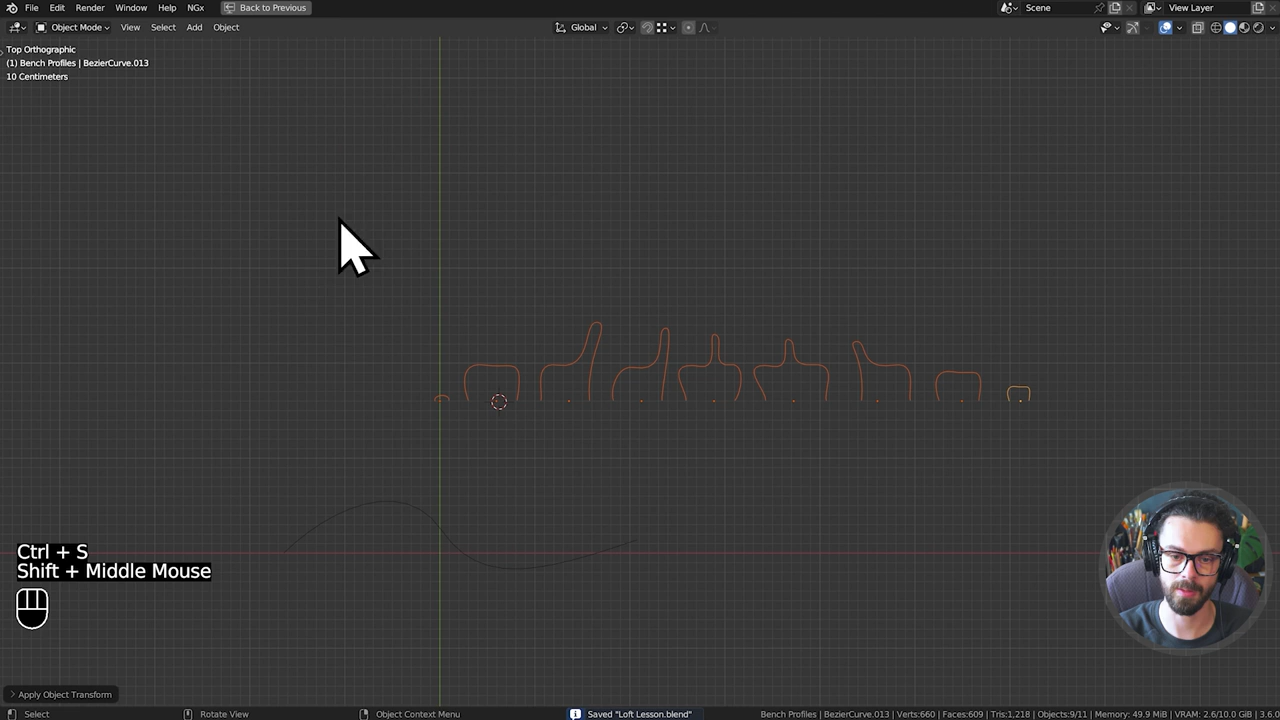 File Edit Render Window Help NGx Back to Previous Scene View Layer
Object Mode View Select Add Object Global
Top Orthographic
(1) Bench Profiles | BezierCurve.013
10 Centimeters
Ctrl + S
Shift + Middle Mouse
Apply Object Transform
Select Rotate View Object Context Menu Saved "Loft Lesson.blend" Bench Profiles | BezierCurve.013 | Verts:660 | Faces:609 | Tris:1,218 | Objects:9/11 | Memory: 49.9 MiB | VRAM: 2.6/10.0 GiB | 3.6.